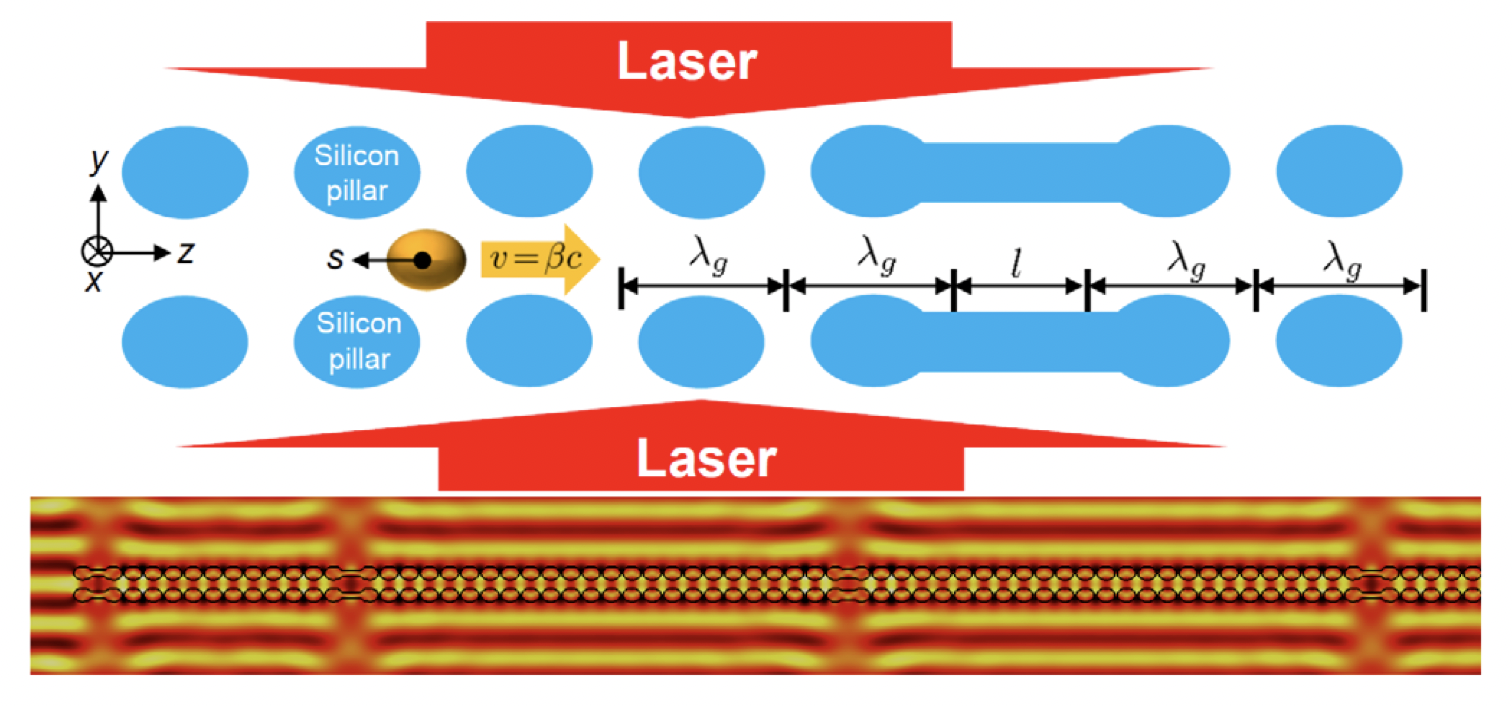 Laser
y
Silicon
pillar
s
v=βc
z
x
λg
λg
l
λg
λg
Silicon
pillar
Laser